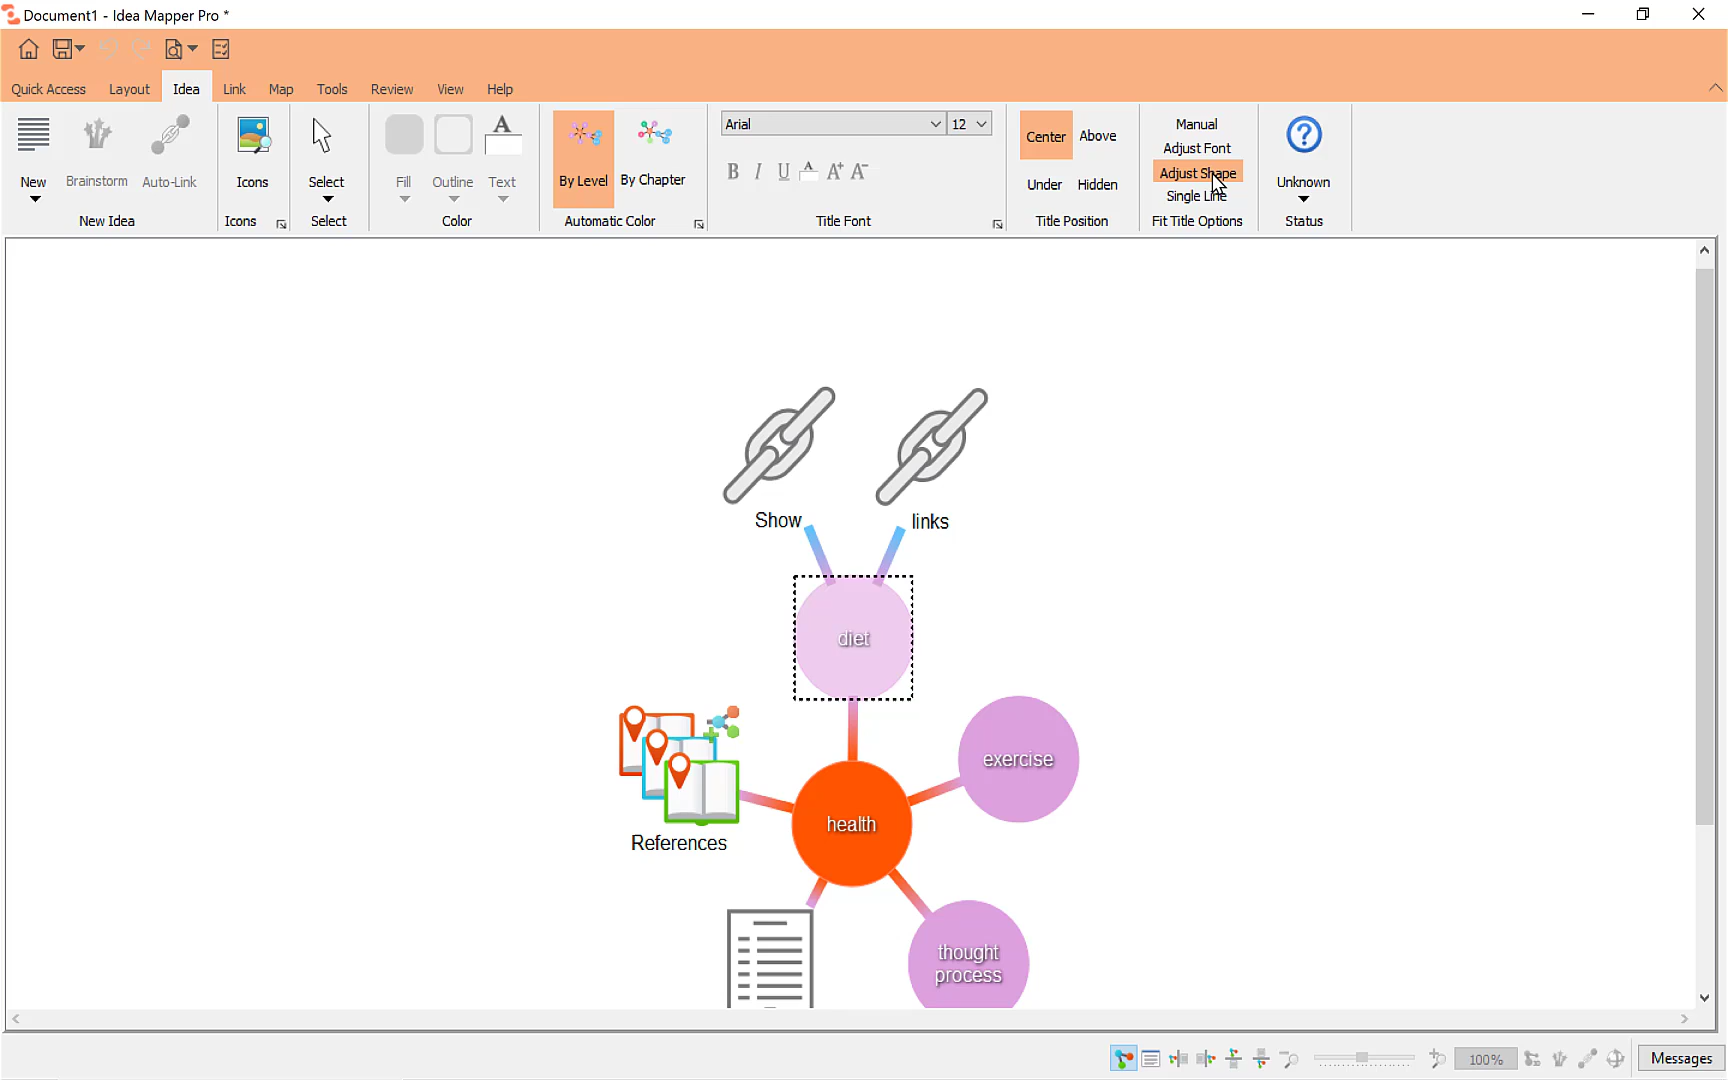 Document1 - Idea Mapper Pro *
Quick Access Layout Idea Link Map Tools Review View Help
New Brainstorm Auto-Link
New Idea
Icons
Icons
Select
Select
Fill Outline Text
Color
By Level By Chapter
Automatic Color
Arial 12
B I U A A+ A-
Title Font
Center Above
Under Hidden
Title Position
Manual
Adjust Font
Adjust Shape
Single Line
Fit Title Options
Unknown
Status
Show links
diet
exercise
References
health
thought
process
100% Messages